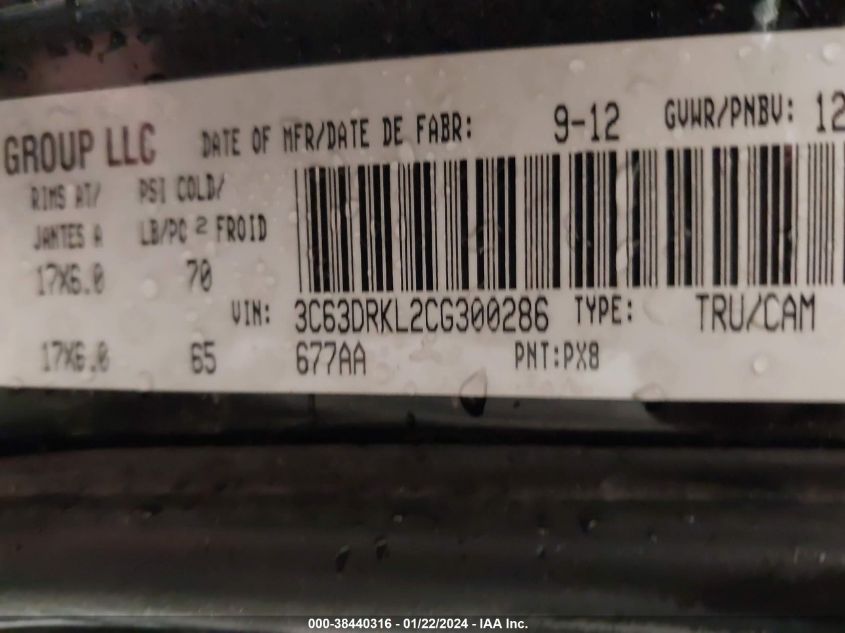 GROUP LLC DATE OF MFR/DATE DE FABR: 9-12 GVWR/PNBV: 12
RIMS AT/ PSI COLD/
JANTES A LB/PC 2 FROID
17X6.0 70
VIN: 3C63DRKL2CG300286 TYPE: TRU/CAM
17X6.0 65 677AA PNT:PX8
000-38440316 - 01/22/2024 - IAA Inc.